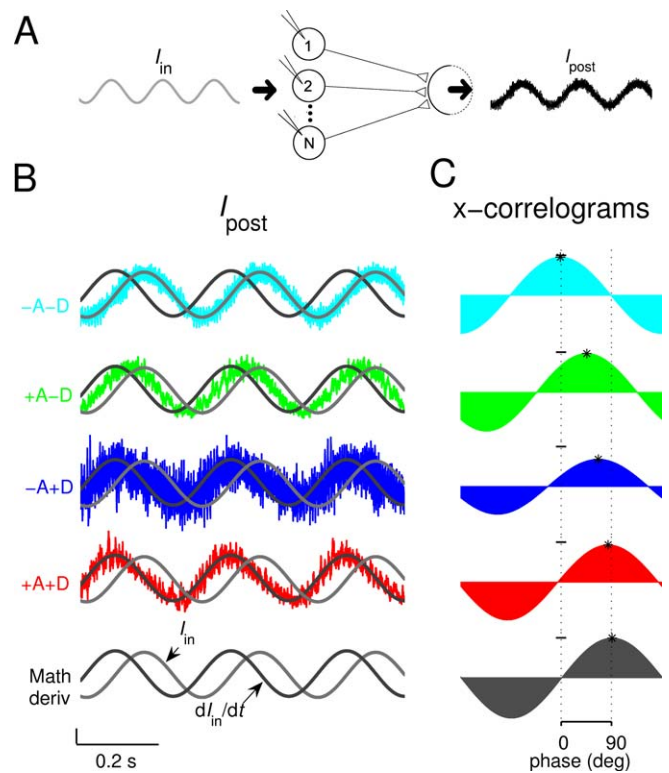 A
I_in
1
2
N
I_post
B
I_post
C
x-correlograms
−A−D
+A−D
−A+D
+A+D
Math
deriv
I_in
dI_in/dt
0.2 s
0 90
phase (deg)